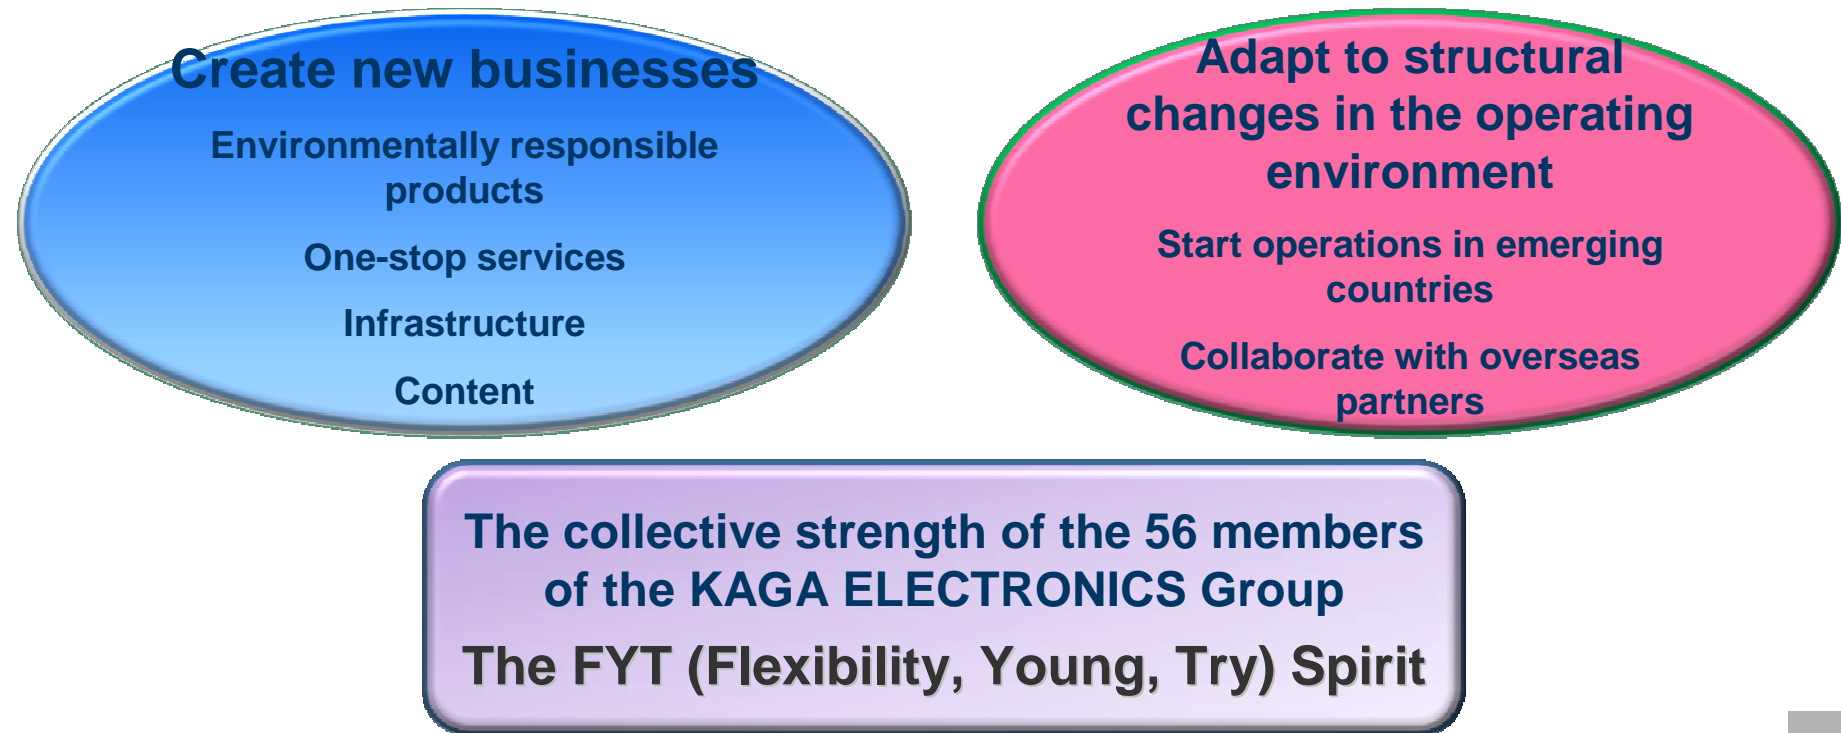 Create new businesses
Environmentally responsible
products
One-stop services
Infrastructure
Content
Adapt to structural
changes in the operating
environment
Start operations in emerging
countries
Collaborate with overseas
partners
The collective strength of the 56 members
of the KAGA ELECTRONICS Group
The FYT (Flexibility, Young, Try) Spirit